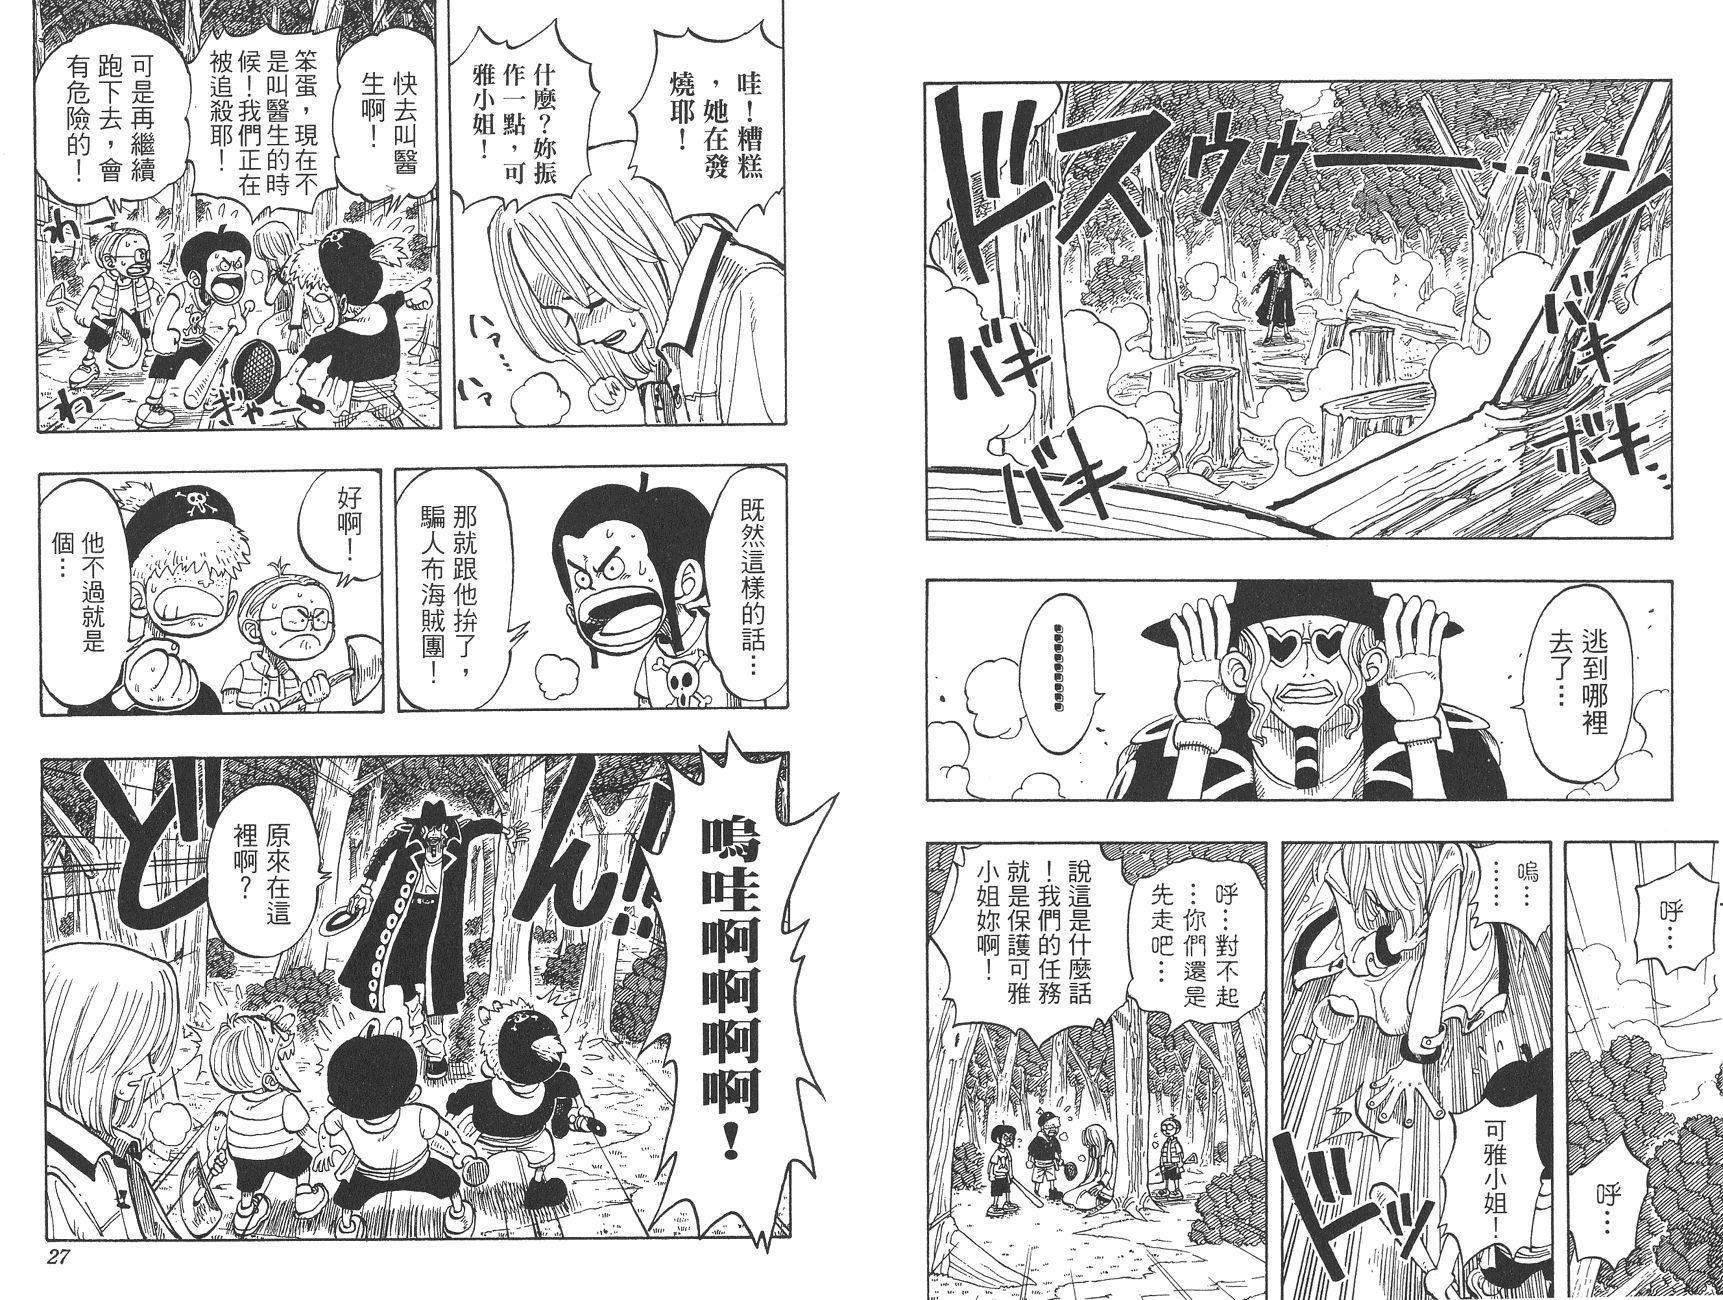 ドスゥゥー・・・ン
バキ
バキ
バキ
ボキ
逃到哪裡
去了…
…………
呼…
呼…
嗚…
……
可雅小姐!
ドドッ
呼…對不起
…你們還是
先走吧…
說這是什麼話
!我們的任務
就是保護可雅
小姐妳啊!
哇!糟糕
,她在發
燒耶!
什麼?妳振
作一點,可
雅小姐!
ハァ…
ハァ
快去叫醫
生啊!
笨蛋,現在不
是叫醫生的時
候!我們正在
被追殺耶!
可是再繼續
跑下去,會
有危險的!
わー
ぎゃー
わー
既然這樣的話…
那就跟他拚了,
騙人布海賊團!
好啊!
他不過就是
個…
嗚哇啊啊啊啊!
どん!!
原來在這
裡啊?
27